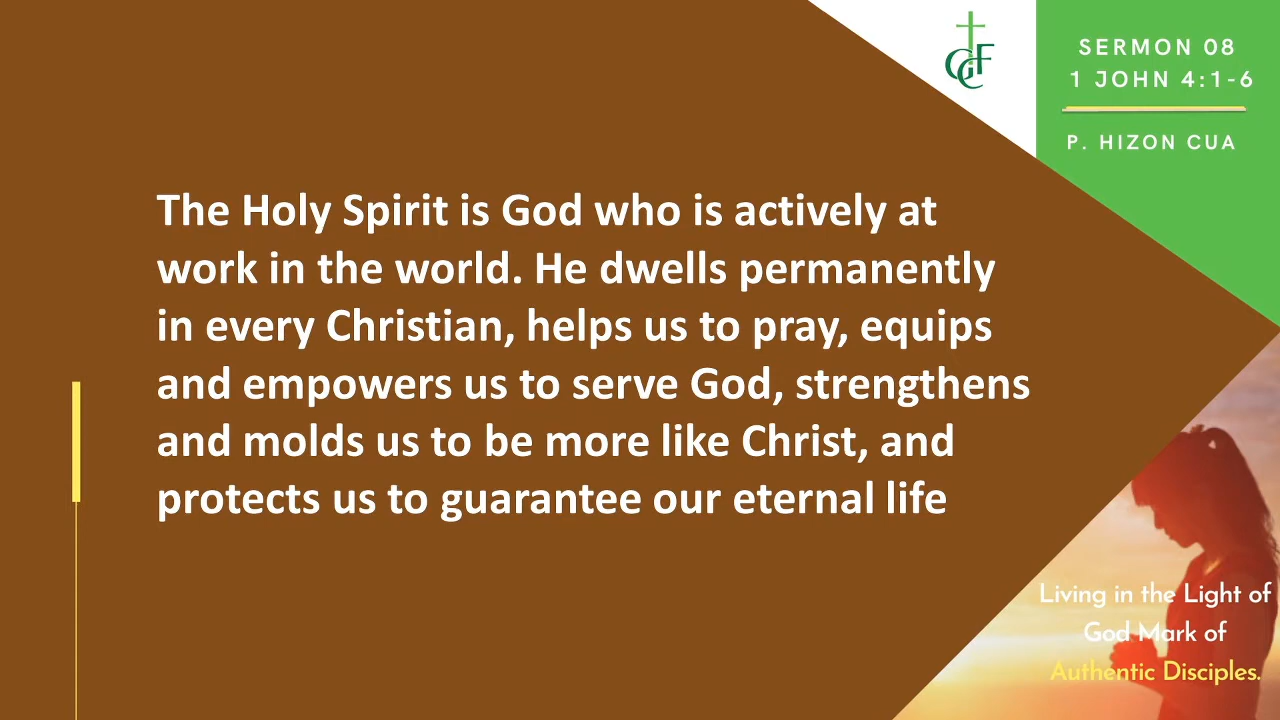 GCF
SERMON 08
1 JOHN 4:1-6
P. HIZON CUA
The Holy Spirit is God who is actively at
work in the world. He dwells permanently
in every Christian, helps us to pray, equips
and empowers us to serve God, strengthens
and molds us to be more like Christ, and
protects us to guarantee our eternal life
Living in the Light of
God Mark of
Authentic Disciples.